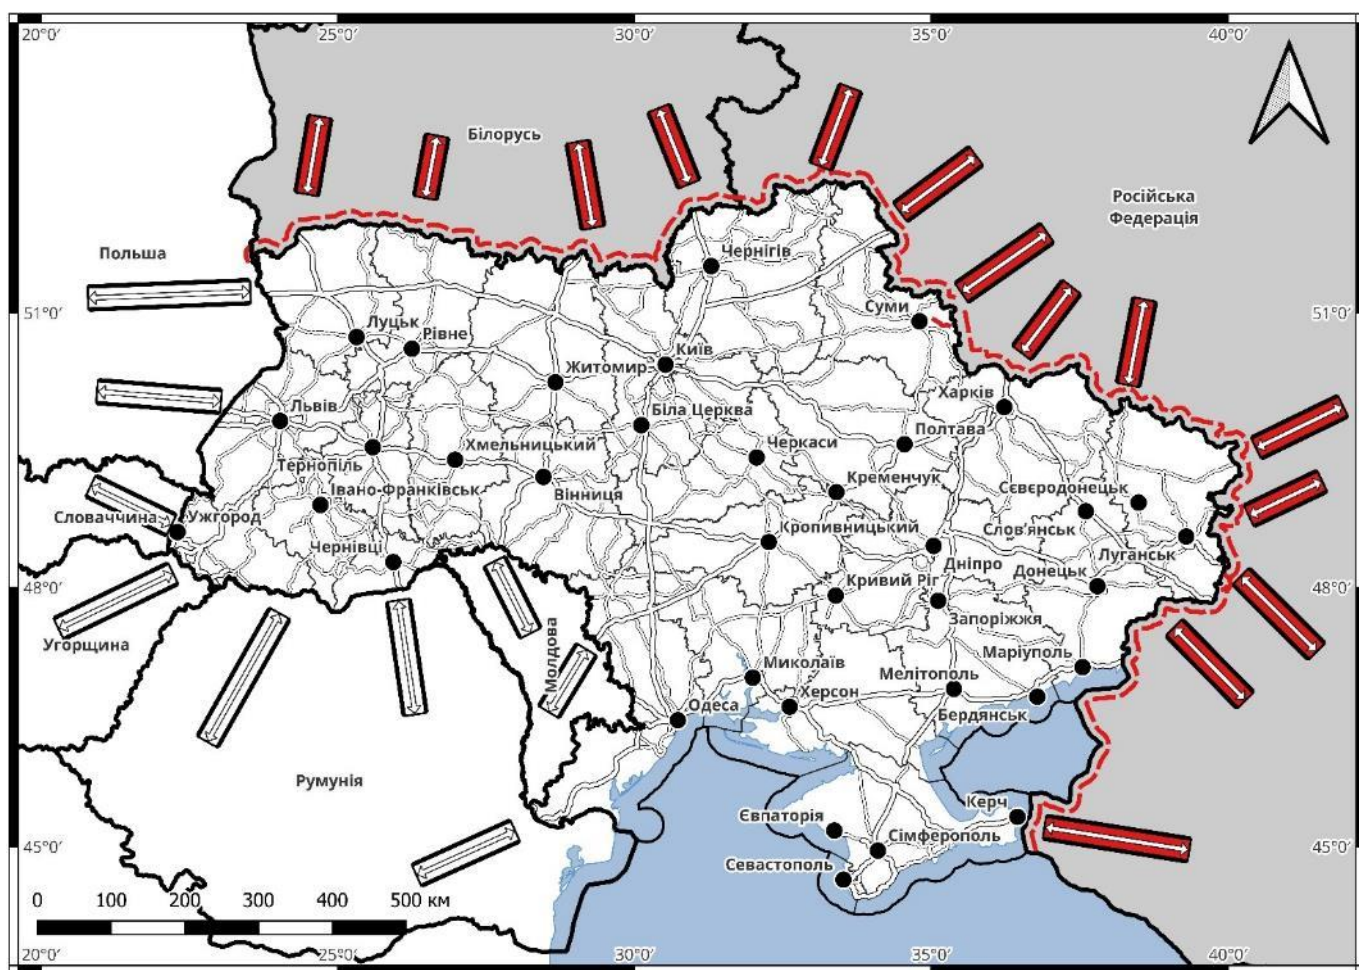 20°0′ 25°0′ 30°0′ 35°0′ 40°0′
Білорусь
Російська
Федерація
Польша
Чернігів
51°0′ 51°0′
Суми
Луцьк
Рівне
Київ
Житомир
Харків
Львів
Біла Церква
Полтава
Черкаси
Хмельницький
Тернопіль
Кременчук
Сєвєродонецьк
Івано-Франківськ
Вінниця
Словаччина
Ужгород
Кропивницький
Слов'янськ
Чернівці
Луганськ
Дніпро
Донецьк
Кривий Ріг
48°0′ 48°0′
Запоріжжя
Угорщина
Молдова
Маріуполь
Миколаїв
Мелітополь
Херсон
Одеса
Бердянськ
Румунія
Керч
Євпаторія
Сімферополь
45°0′ 45°0′
Севастополь
0 100 200 300 400 500 км
20°0′ 25°0′ 30°0′ 35°0′ 40°0′